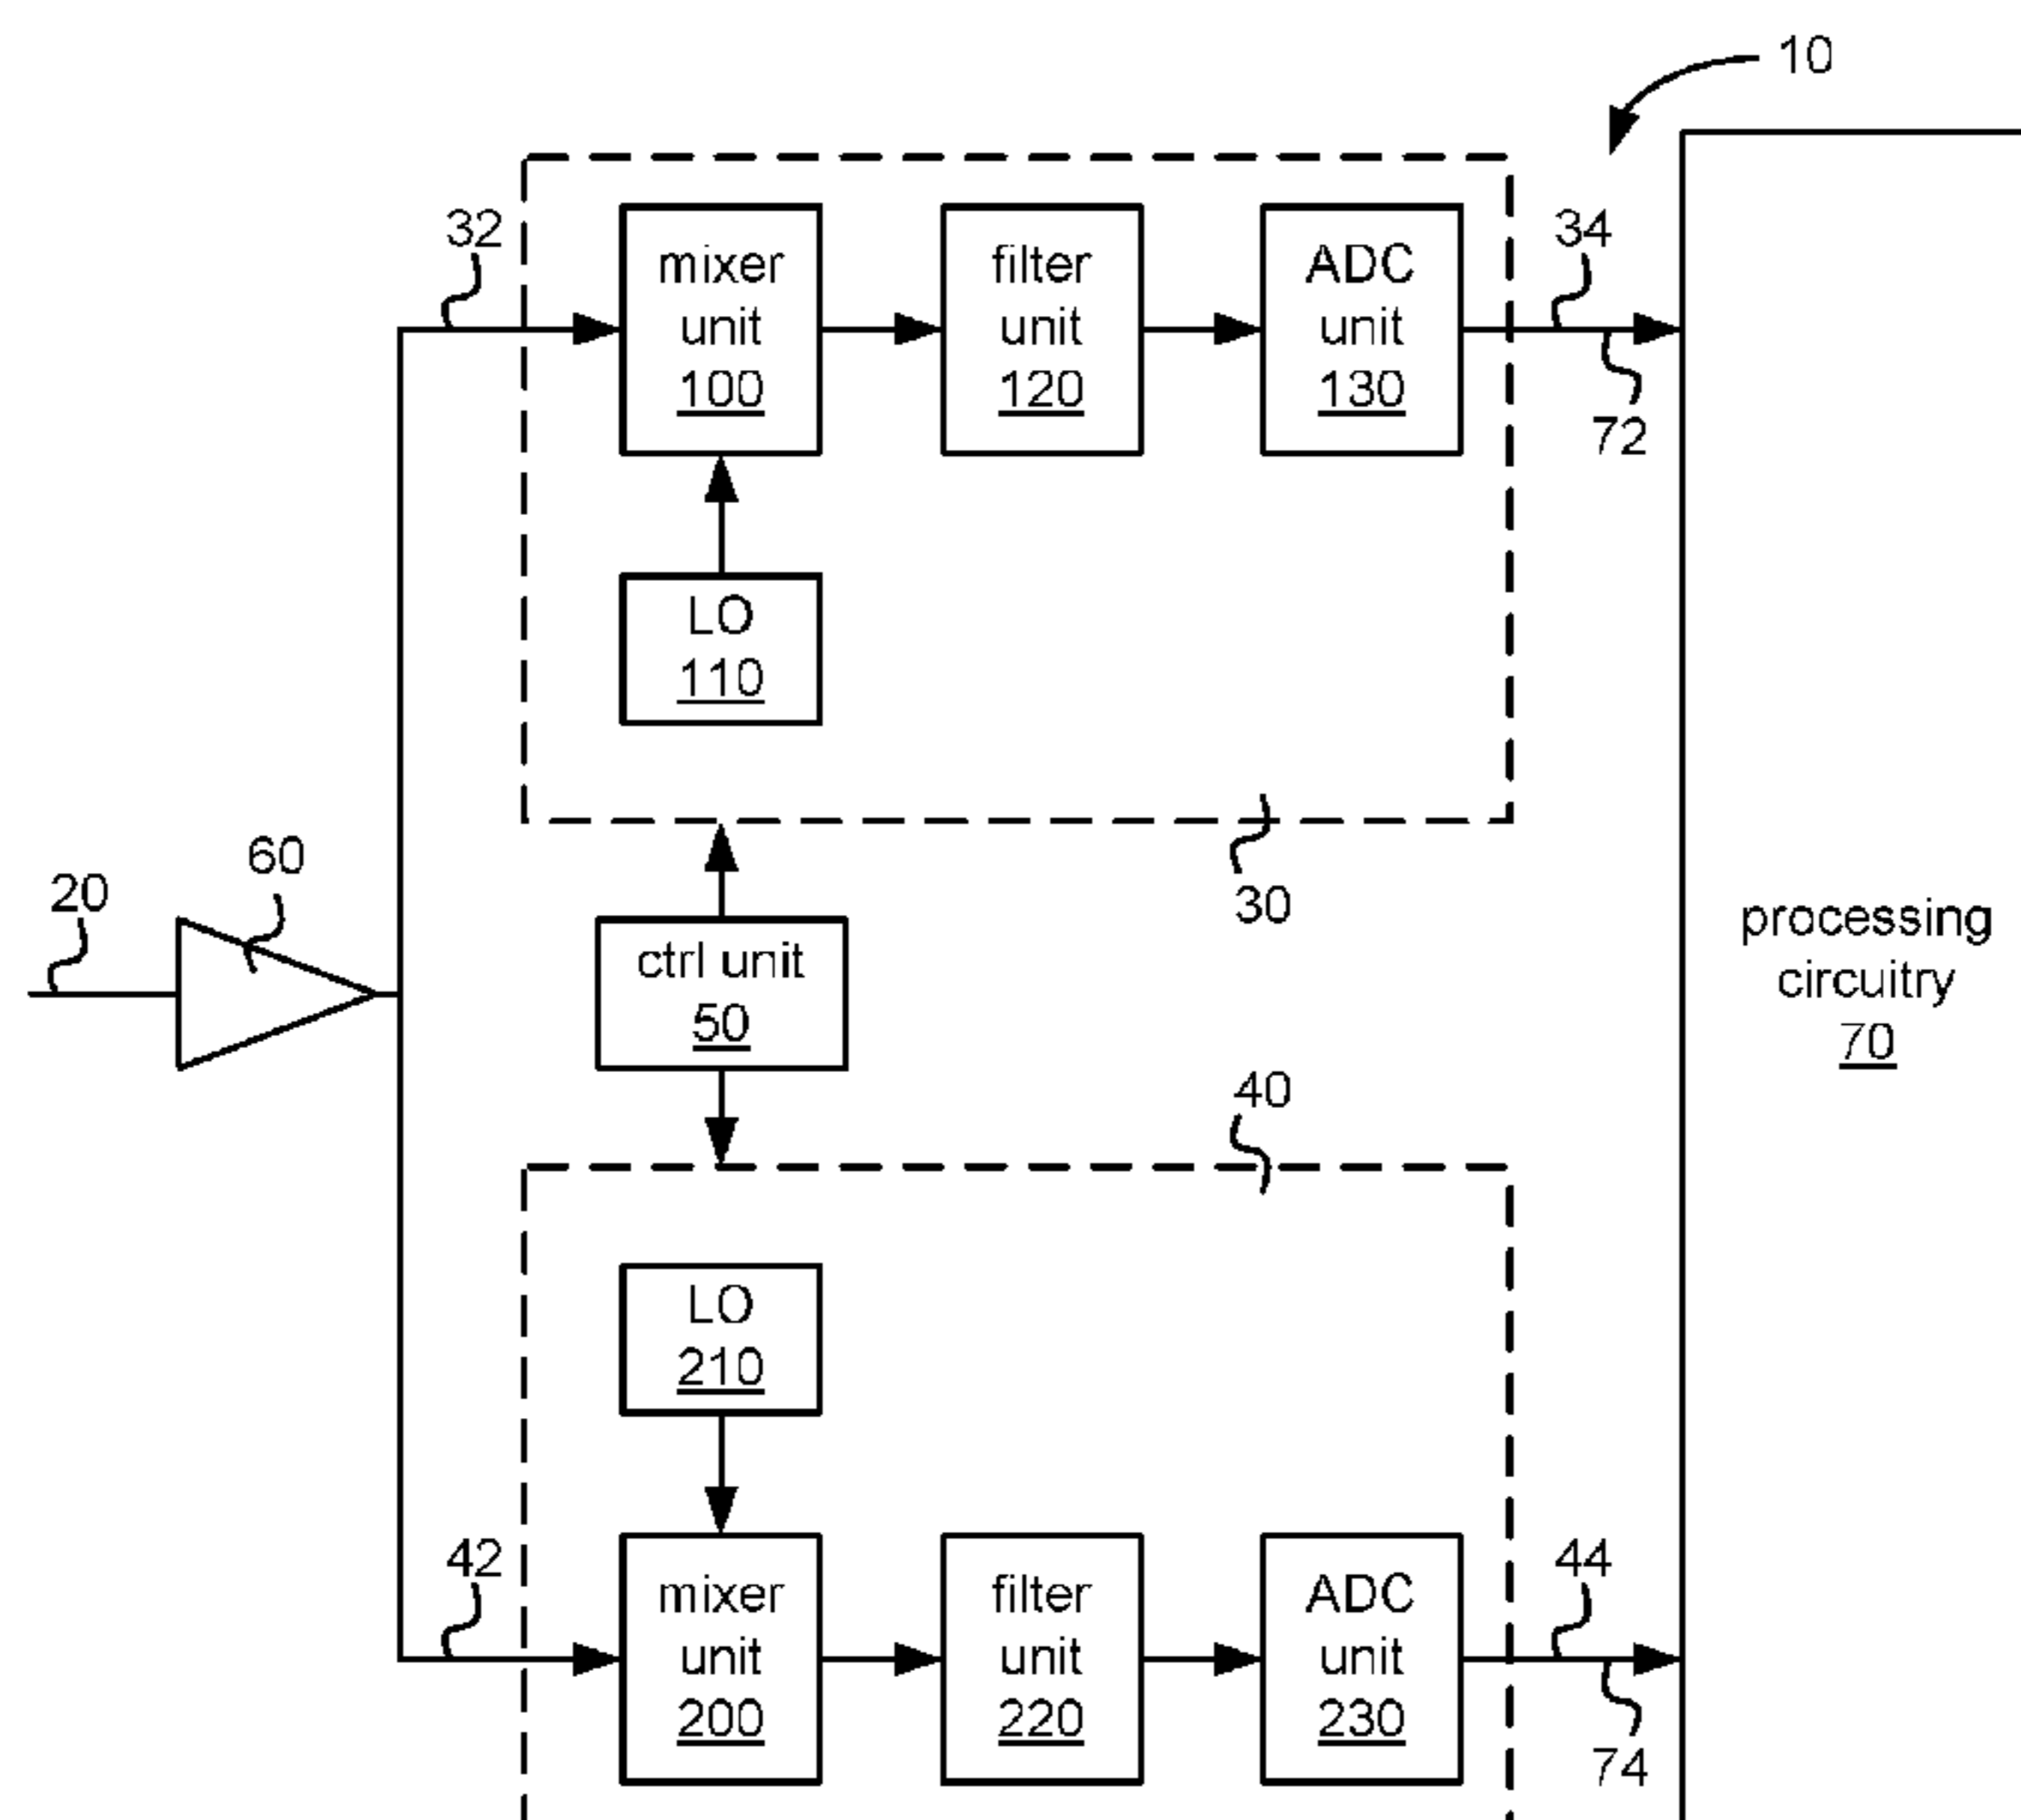 10
32
mixer
unit
100
filter
unit
120
ADC
unit
130
34
72
LO
110
30
20
60
ctrl unit
50
processing
circuitry
70
40
LO
210
42
mixer
unit
200
filter
unit
220
ADC
unit
230
44
74